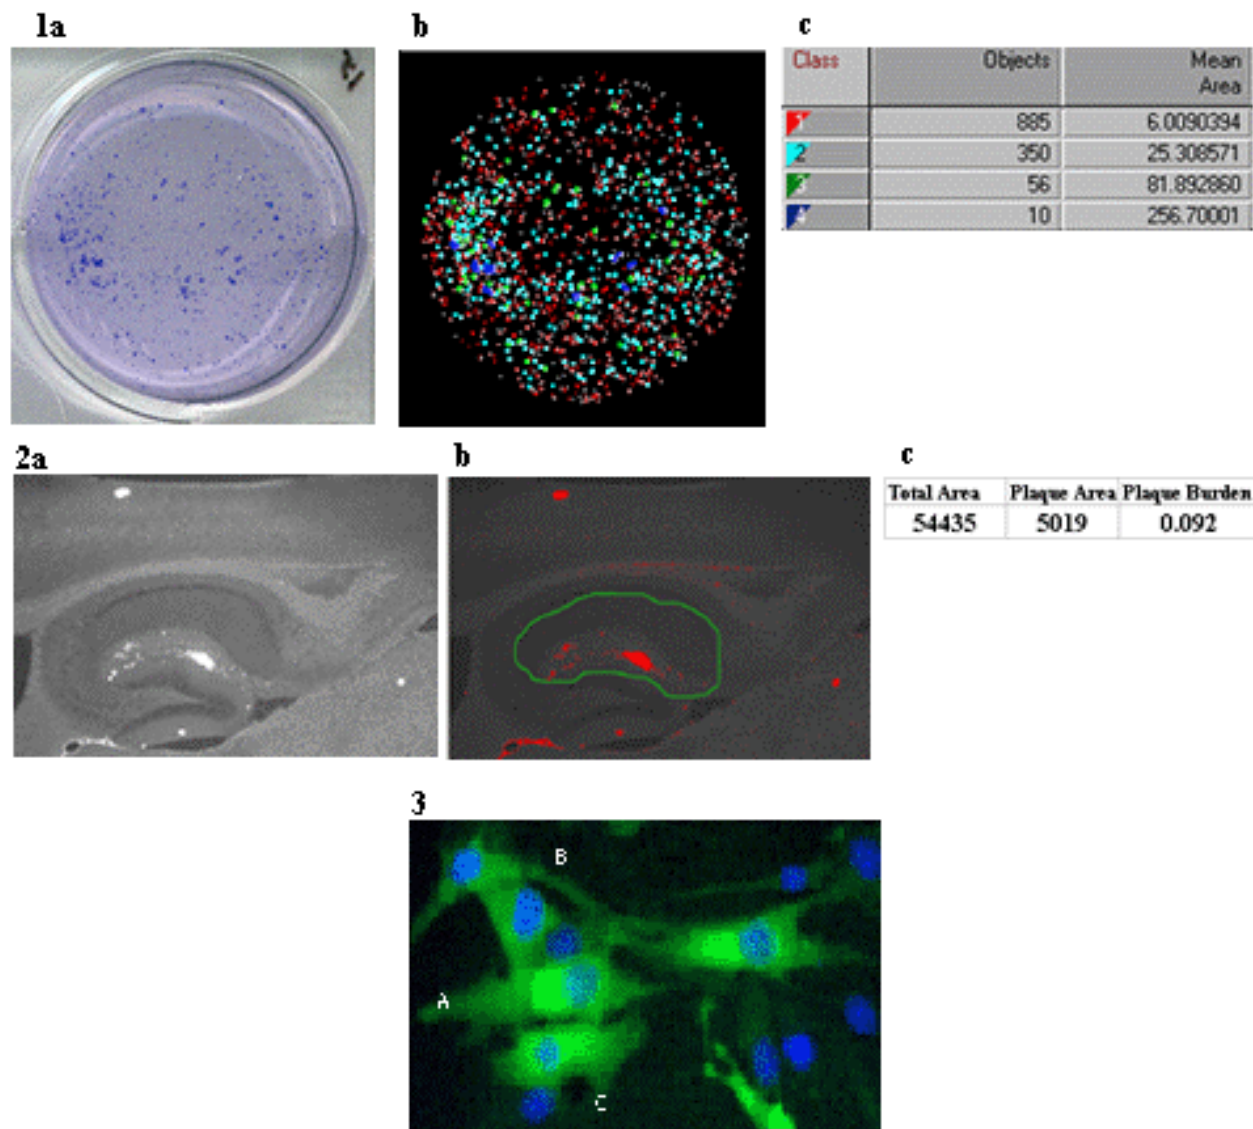 1a
b
c
Class Objects Mean Area
1 885 6.0090394
2 350 25.308571
3 56 81.892860
4 10 256.70001
2a
b
c
Total Area Plaque Area Plaque Burden
54435 5019 0.092
3
B
A
C